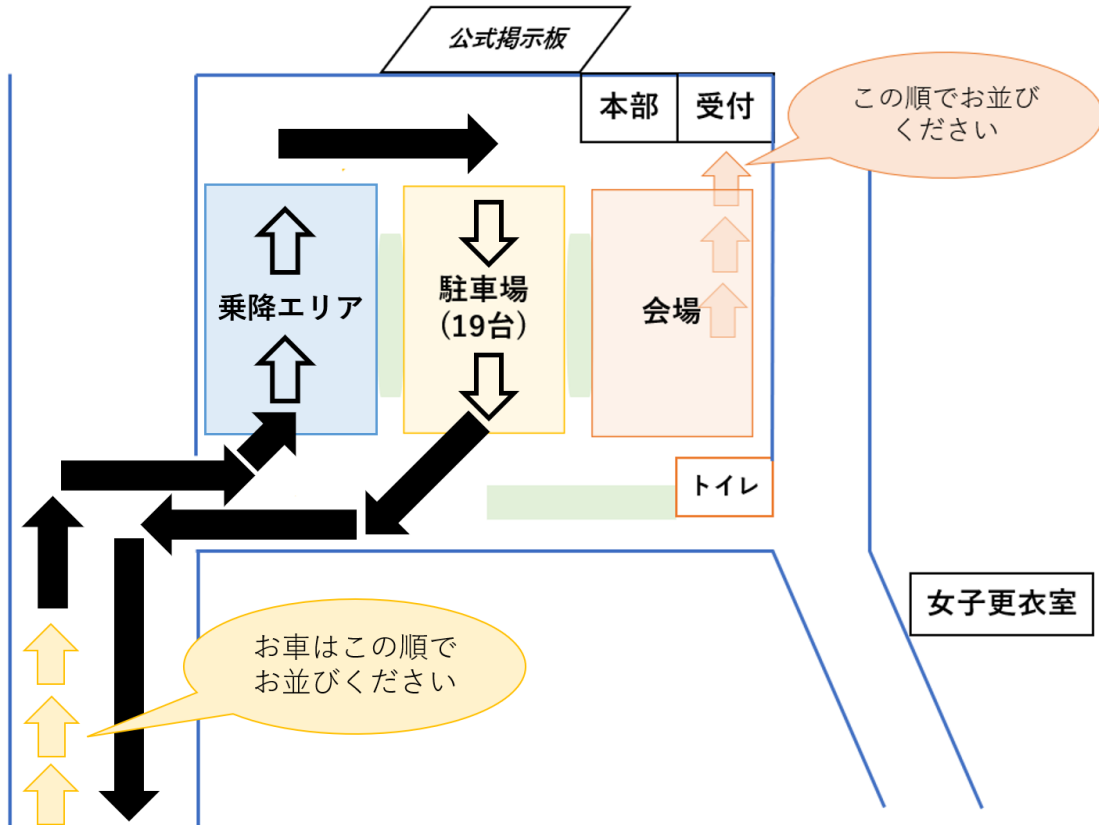 公式掲示板
本部
受付
この順でお並び
ください
乗降エリア
駐車場
(19台)
会場
トイレ
女子更衣室
お車はこの順で
お並びください